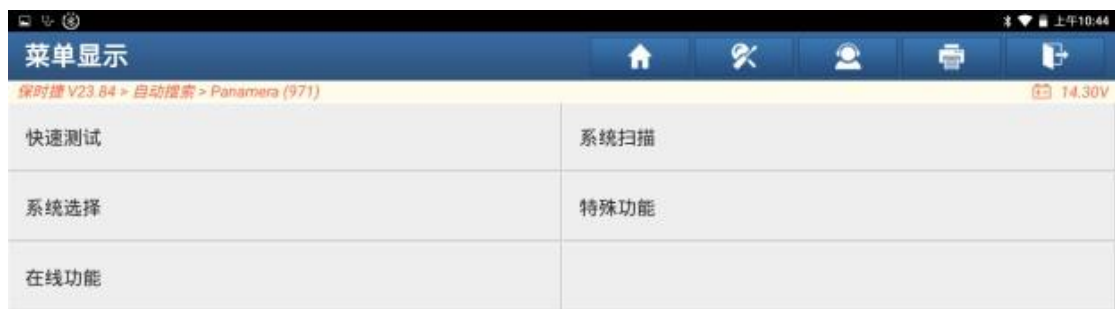 上午10:44
菜单显示
保时捷 V23.84 > 自动搜索 > Panamera (971)
14.30V
快速测试
系统扫描
系统选择
特殊功能
在线功能